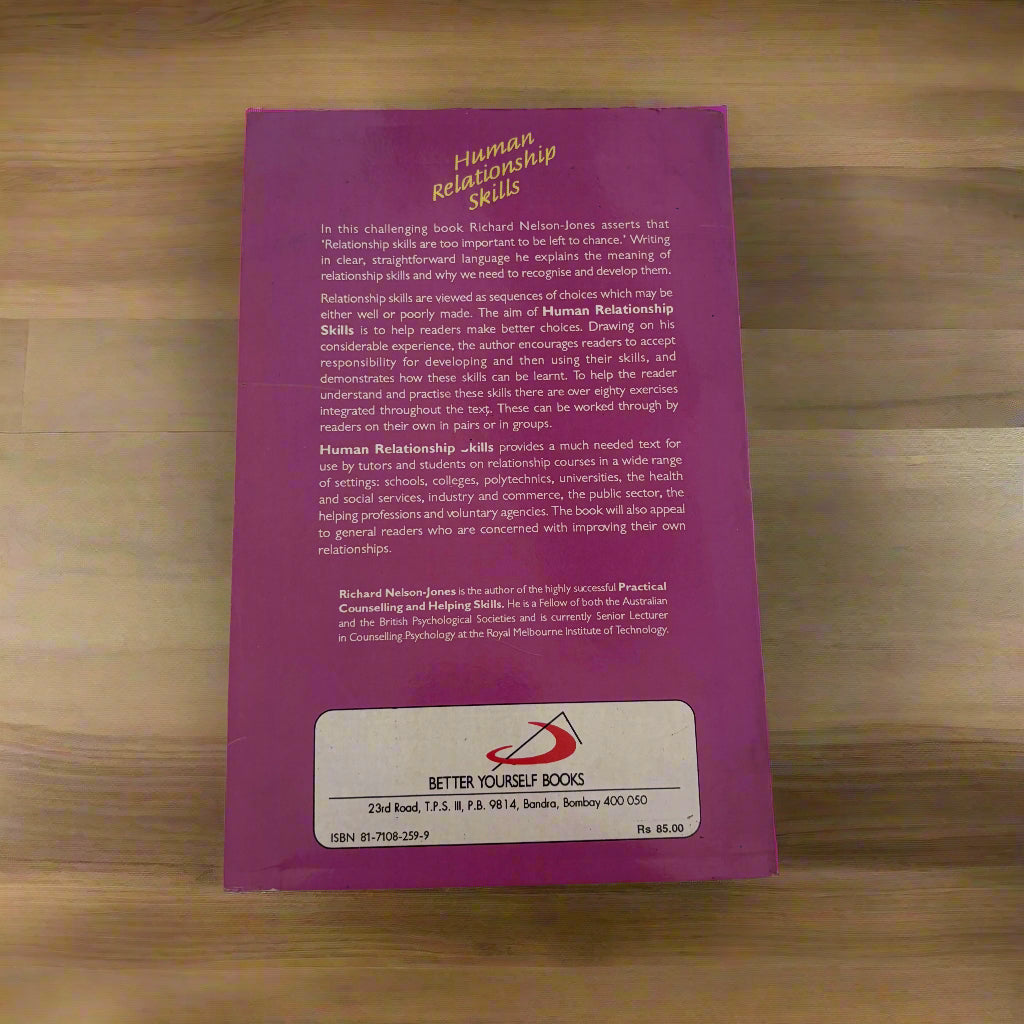 Human
Relationship
Skills
In this challenging book Richard Nelson-Jones asserts that
'Relationship skills are too important to be left to chance.' Writing
in clear, straightforward language he explains the meaning of
relationship skills and why we need to recognise and develop them.
Relationship skills are viewed as sequences of choices which may be
either well or poorly made. The aim of Human Relationship
Skills is to help readers make better choices. Drawing on his
considerable experience, the author encourages readers to accept
responsibility for developing and then using their skills, and
demonstrates how these skills can be learnt. To help the reader
understand and practise these skills there are over eighty exercises
integrated throughout the text. These can be worked through by
readers on their own in pairs or in groups.
Human Relationship Skills provides a much needed text for
use by tutors and students on relationship courses in a wide range
of settings: schools, colleges, polytechnics, universities, the health
and social services, industry and commerce, the public sector, the
helping professions and voluntary agencies. The book will also appeal
to general readers who are concerned with improving their own
relationships.
Richard Nelson-Jones is the author of the highly successful Practical
Counselling and Helping Skills. He is a Fellow of both the Australian
and the British Psychological Societies and is currently Senior Lecturer
in Counselling Psychology at the Royal Melbourne Institute of Technology.
BETTER YOURSELF BOOKS
23rd Road, T.P.S. III, P.B. 9814, Bandra, Bombay 400 050
ISBN 81-7108-259-9
Rs 85.00